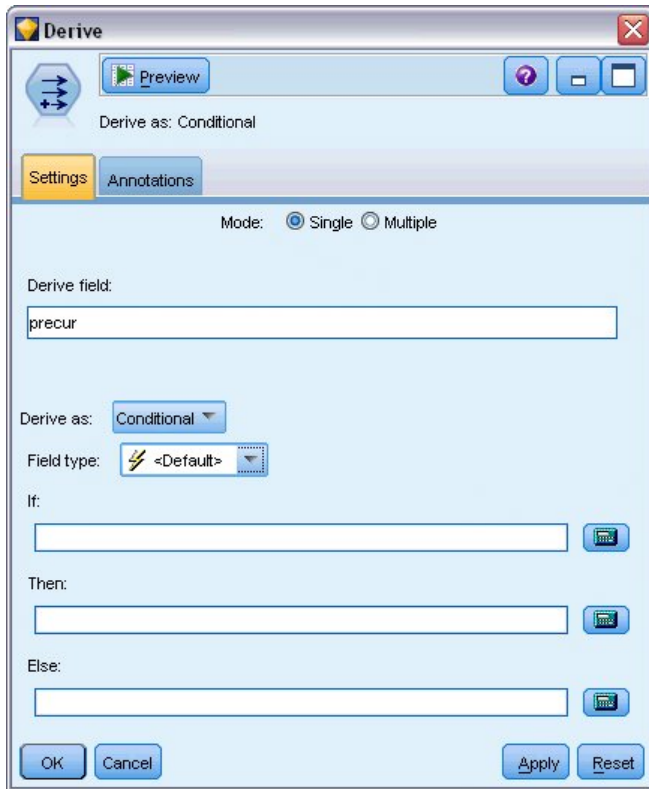 Derive
Preview
?
Derive as: Conditional
Settings Annotations
Mode: Single Multiple
Derive field:
precur
Derive as: Conditional
Field type: <Default>
If:
Then:
Else:
OK Cancel Apply Reset